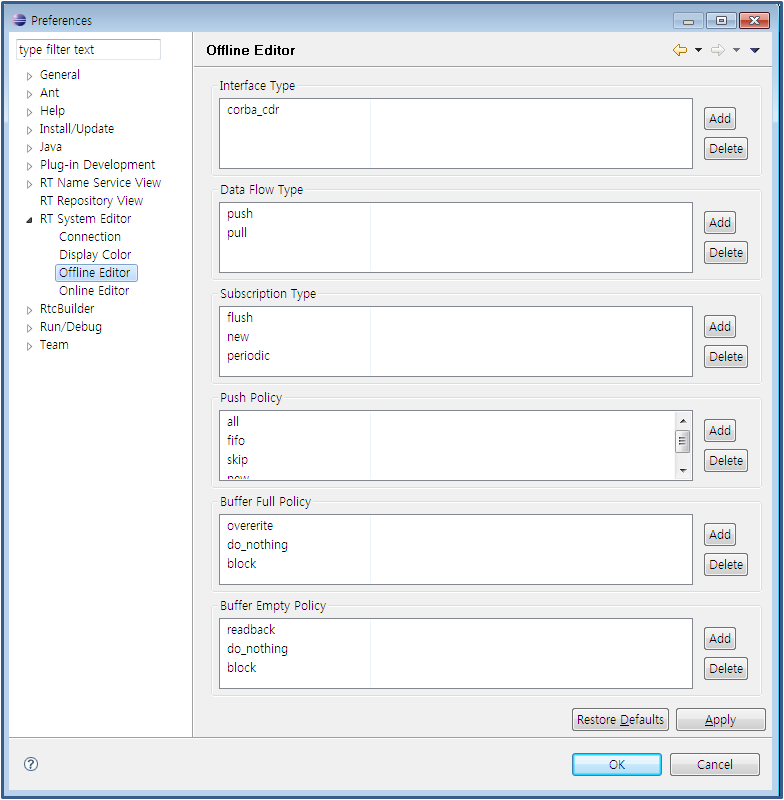 Preferences
type filter text
General
Ant
Help
Install/Update
Java
Plug-in Development
RT Name Service View
RT Repository View
RT System Editor
Connection
Display Color
Offline Editor
Online Editor
RtcBuilder
Run/Debug
Team
Offline Editor
Interface Type
corba_cdr
Add
Delete
Data Flow Type
push
pull
Add
Delete
Subscription Type
flush
new
periodic
Add
Delete
Push Policy
all
fifo
skip
new
Add
Delete
Buffer Full Policy
overerite
do_nothing
block
Add
Delete
Buffer Empty Policy
readback
do_nothing
block
Add
Delete
Restore Defaults
Apply
OK
Cancel